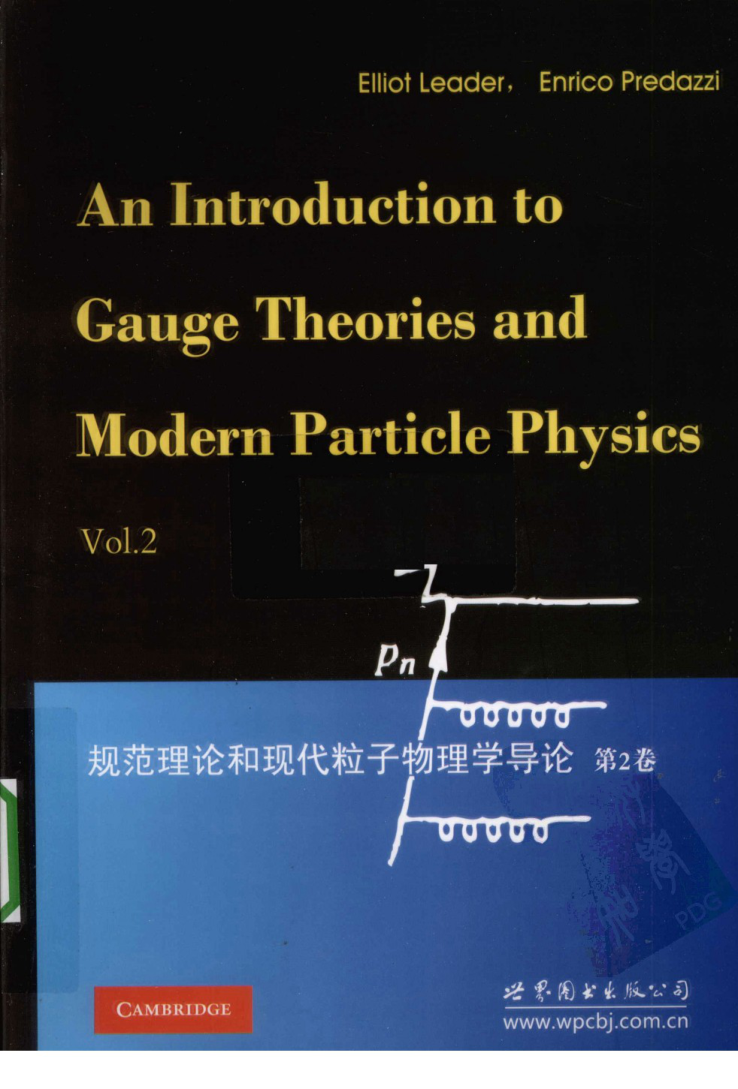 Elliot Leader, Enrico Predazzi
An Introduction to
Gauge Theories and
Modern Particle Physics
Vol.2
Pn
规范理论和现代粒子物理学导论 第2卷
PDG
CAMBRIDGE
世界图书出版公司
www.wpcbj.com.cn